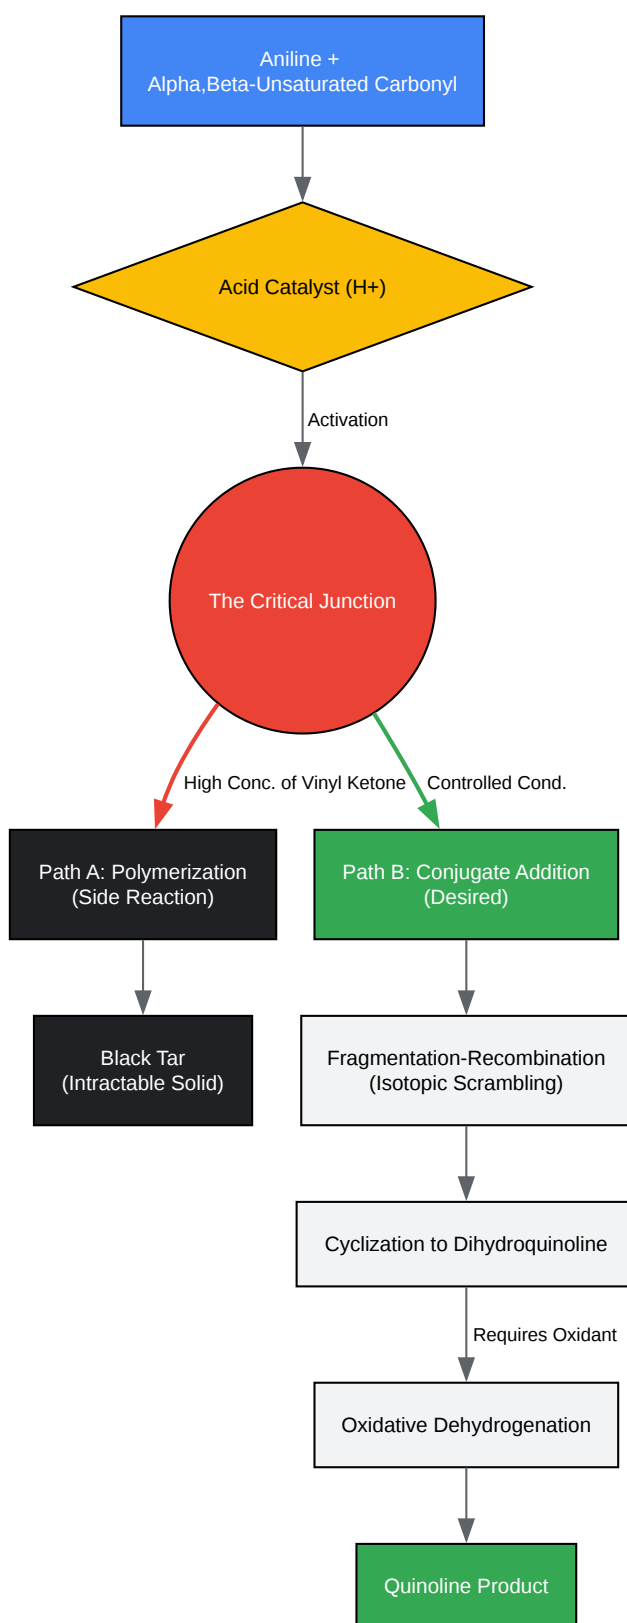 Aniline +
Alpha,Beta-Unsaturated Carbonyl
Acid Catalyst (H+)
Activation
The Critical Junction
High Conc. of Vinyl Ketone
Controlled Cond.
Path A: Polymerization
(Side Reaction)
Path B: Conjugate Addition
(Desired)
Black Tar
(Intractable Solid)
Fragmentation-Recombination
(Isotopic Scrambling)
Cyclization to Dihydroquinoline
Requires Oxidant
Oxidative Dehydrogenation
Quinoline Product